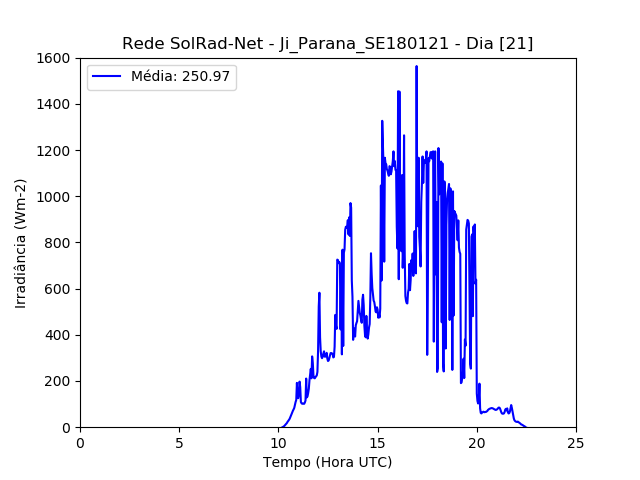 Rede SolRad-Net - Ji_Parana_SE180121 - Dia [21]
Média: 250.97
Irradiância (Wm-2)
1600
1400
1200
1000
800
600
400
200
0
0 5 10 15 20 25
Tempo (Hora UTC)